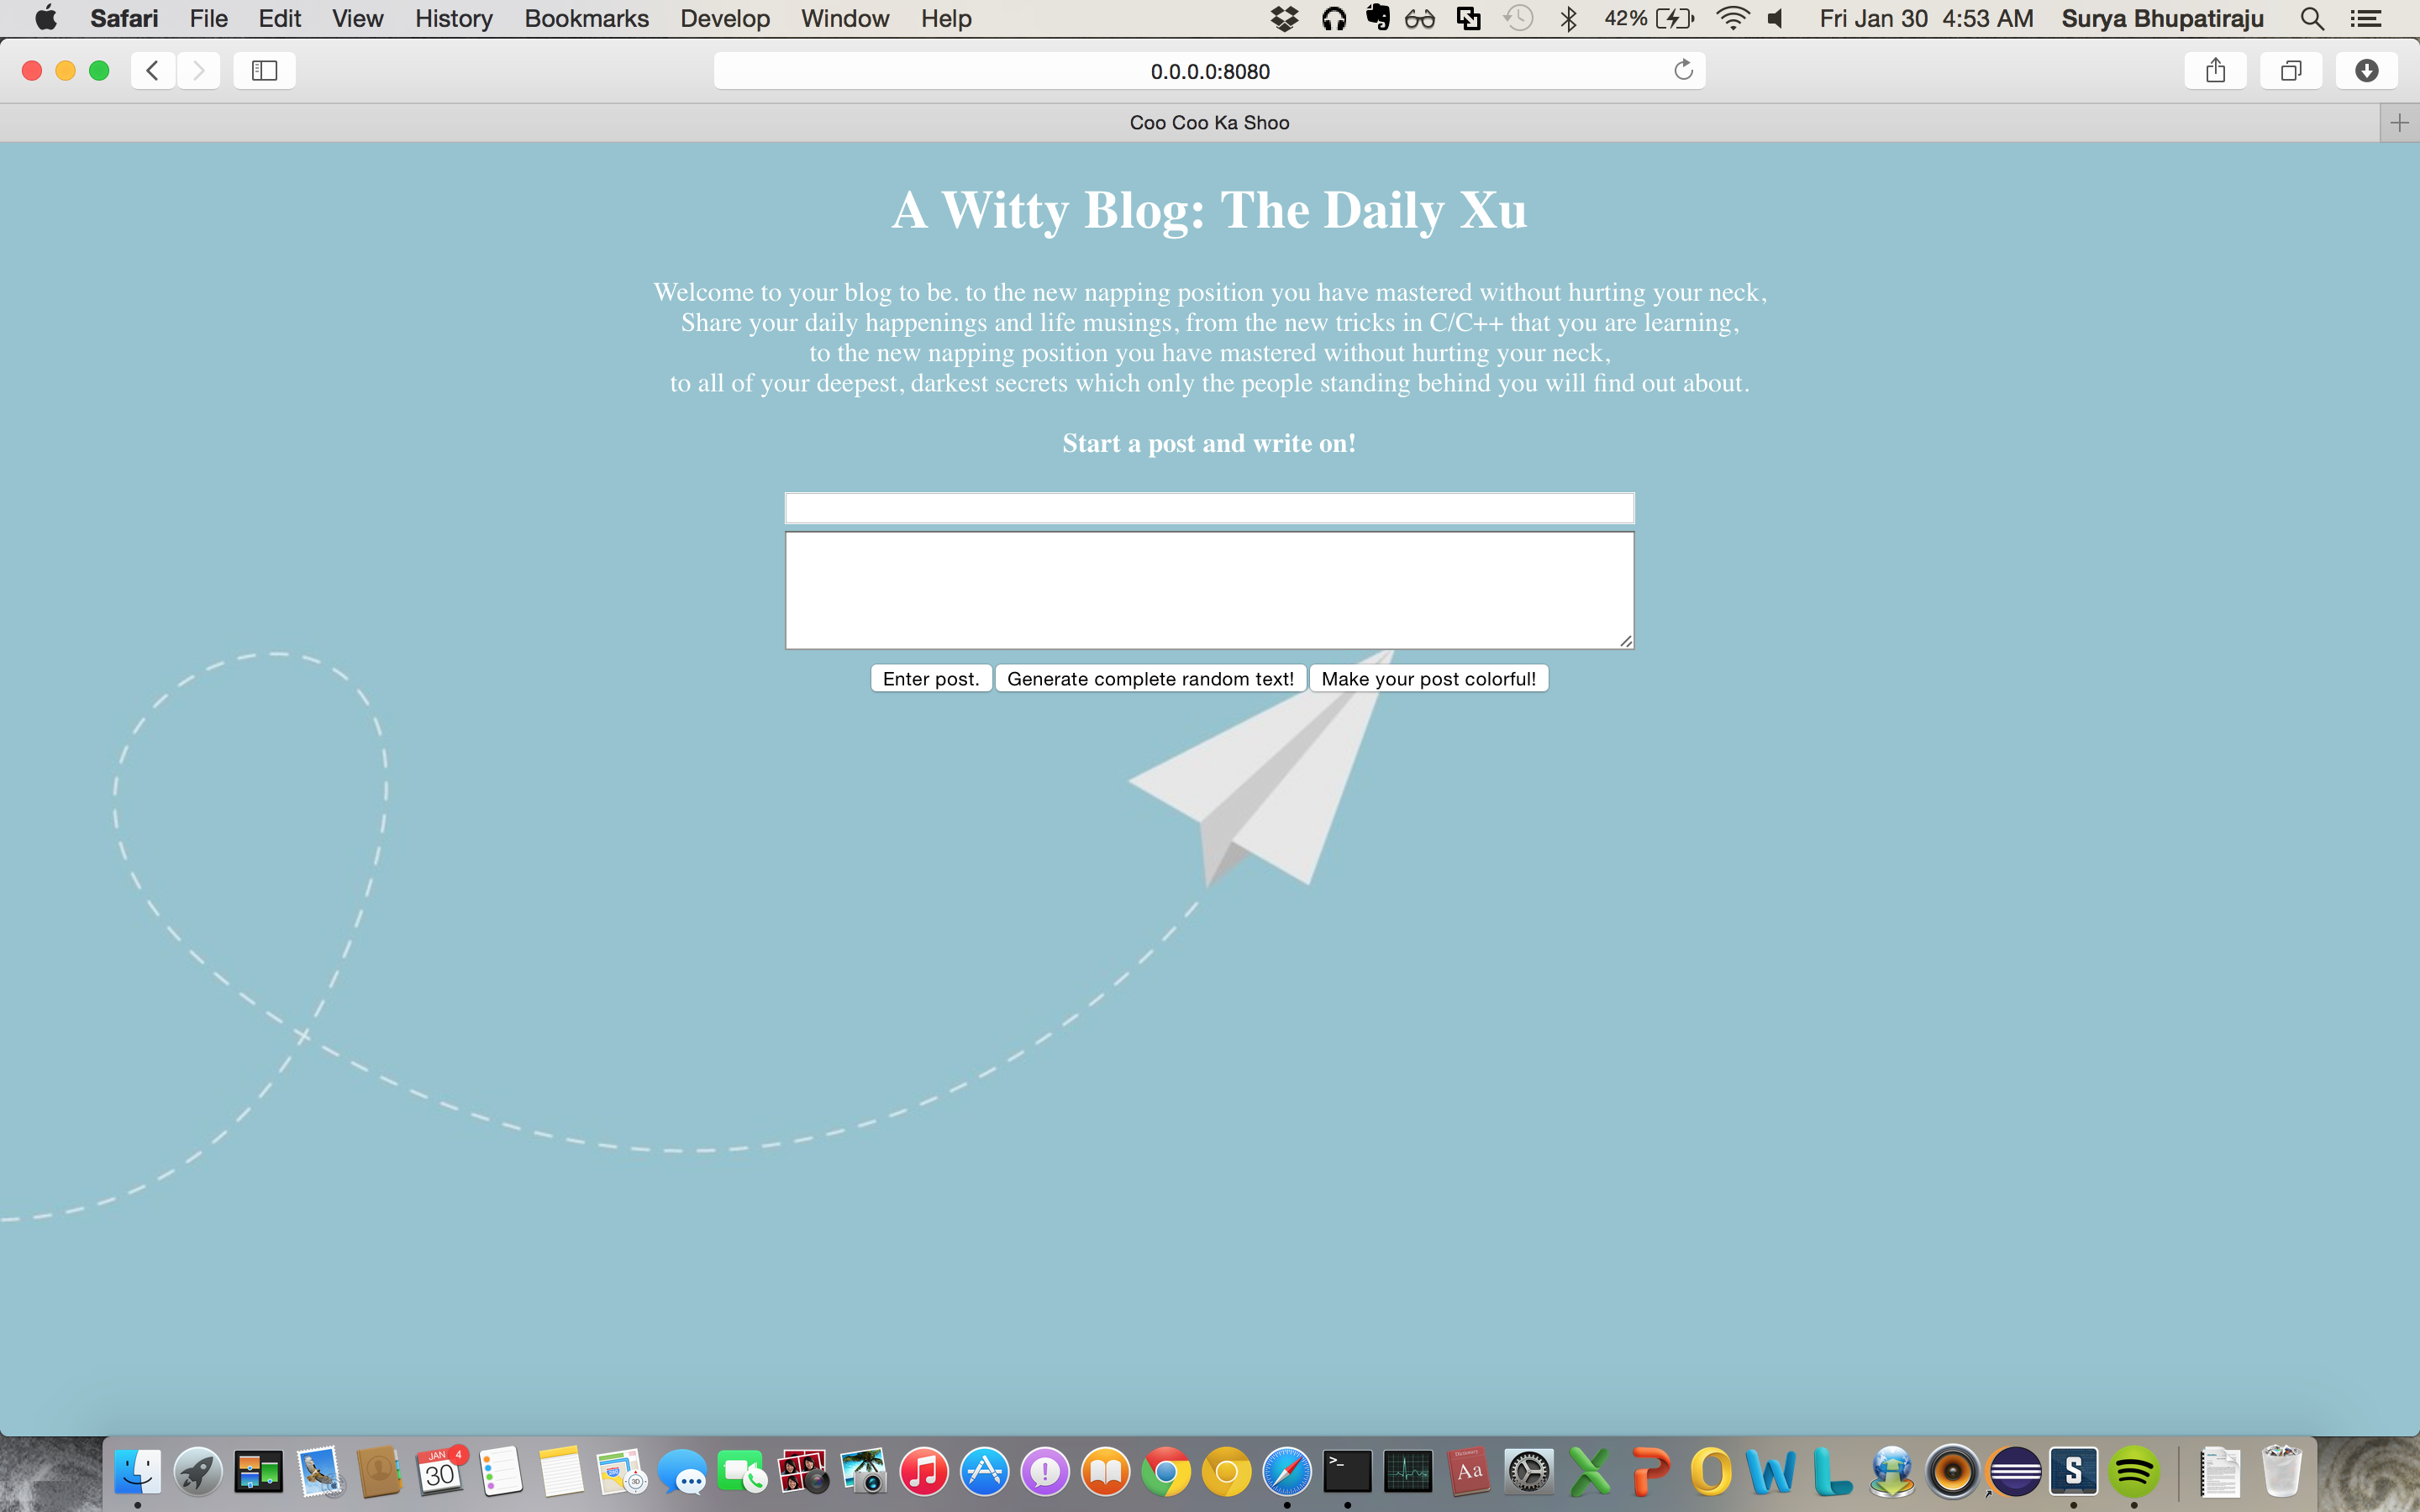 Safari File Edit View History Bookmarks Develop Window Help 42% Fri Jan 30 4:53 AM Surya Bhupatiraju
0.0.0.0:8080
Coo Coo Ka Shoo
A Witty Blog: The Daily Xu
Welcome to your blog to be. to the new napping position you have mastered without hurting your neck,
Share your daily happenings and life musings, from the new tricks in C/C++ that you are learning,
to the new napping position you have mastered without hurting your neck,
to all of your deepest, darkest secrets which only the people standing behind you will find out about.
Start a post and write on!
Enter post. Generate complete random text! Make your post colorful!
JAN 4
30
3D
>_
Dictionary
Aa
X P O W L
S